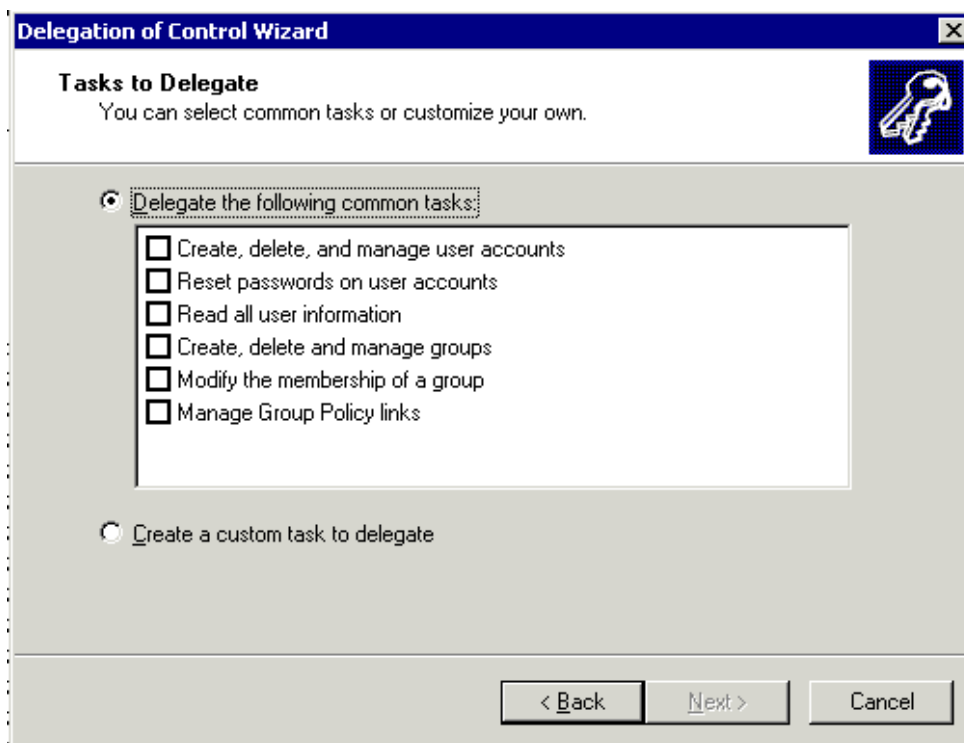 Delegation of Control Wizard
Tasks to Delegate
You can select common tasks or customize your own.
Delegate the following common tasks:
Create, delete, and manage user accounts
Reset passwords on user accounts
Read all user information
Create, delete and manage groups
Modify the membership of a group
Manage Group Policy links
Create a custom task to delegate
< Back Next > Cancel